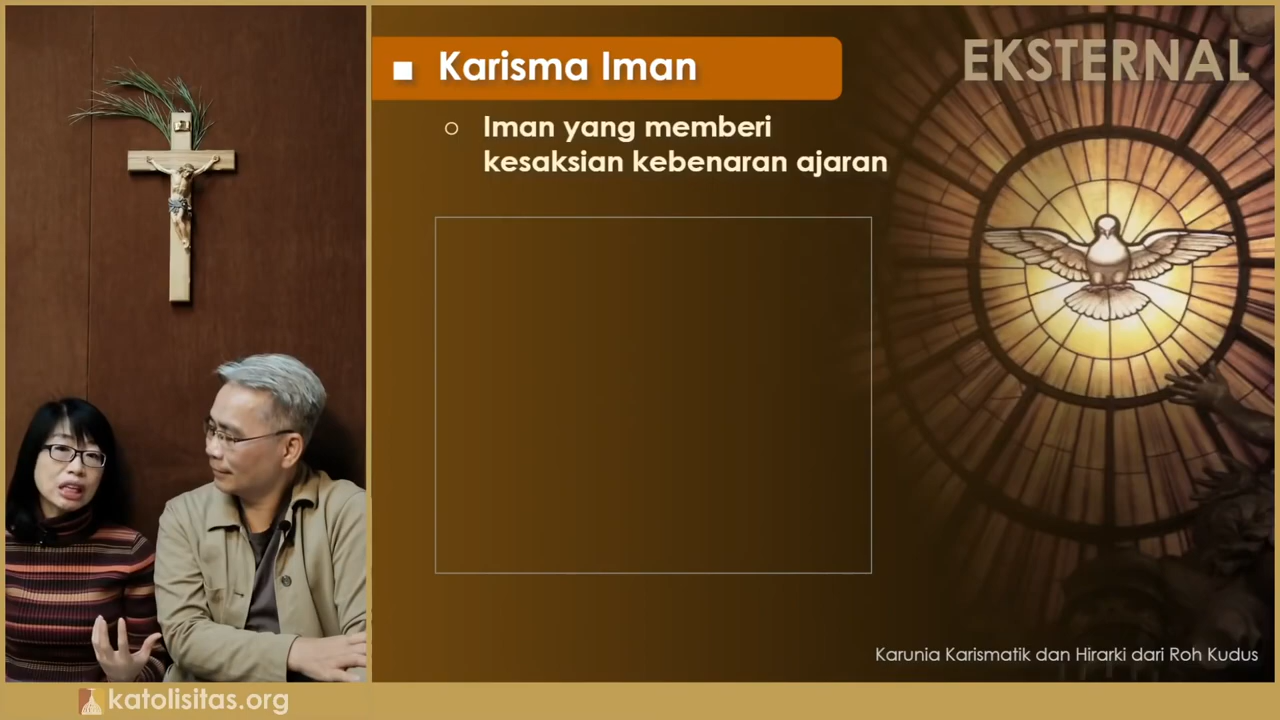 EKSTERNAL
■ Karisma Iman
○ Iman yang memberi
kesaksian kebenaran ajaran
Karunia Karismatik dan Hirarki dari Roh Kudus
katolisitas.org